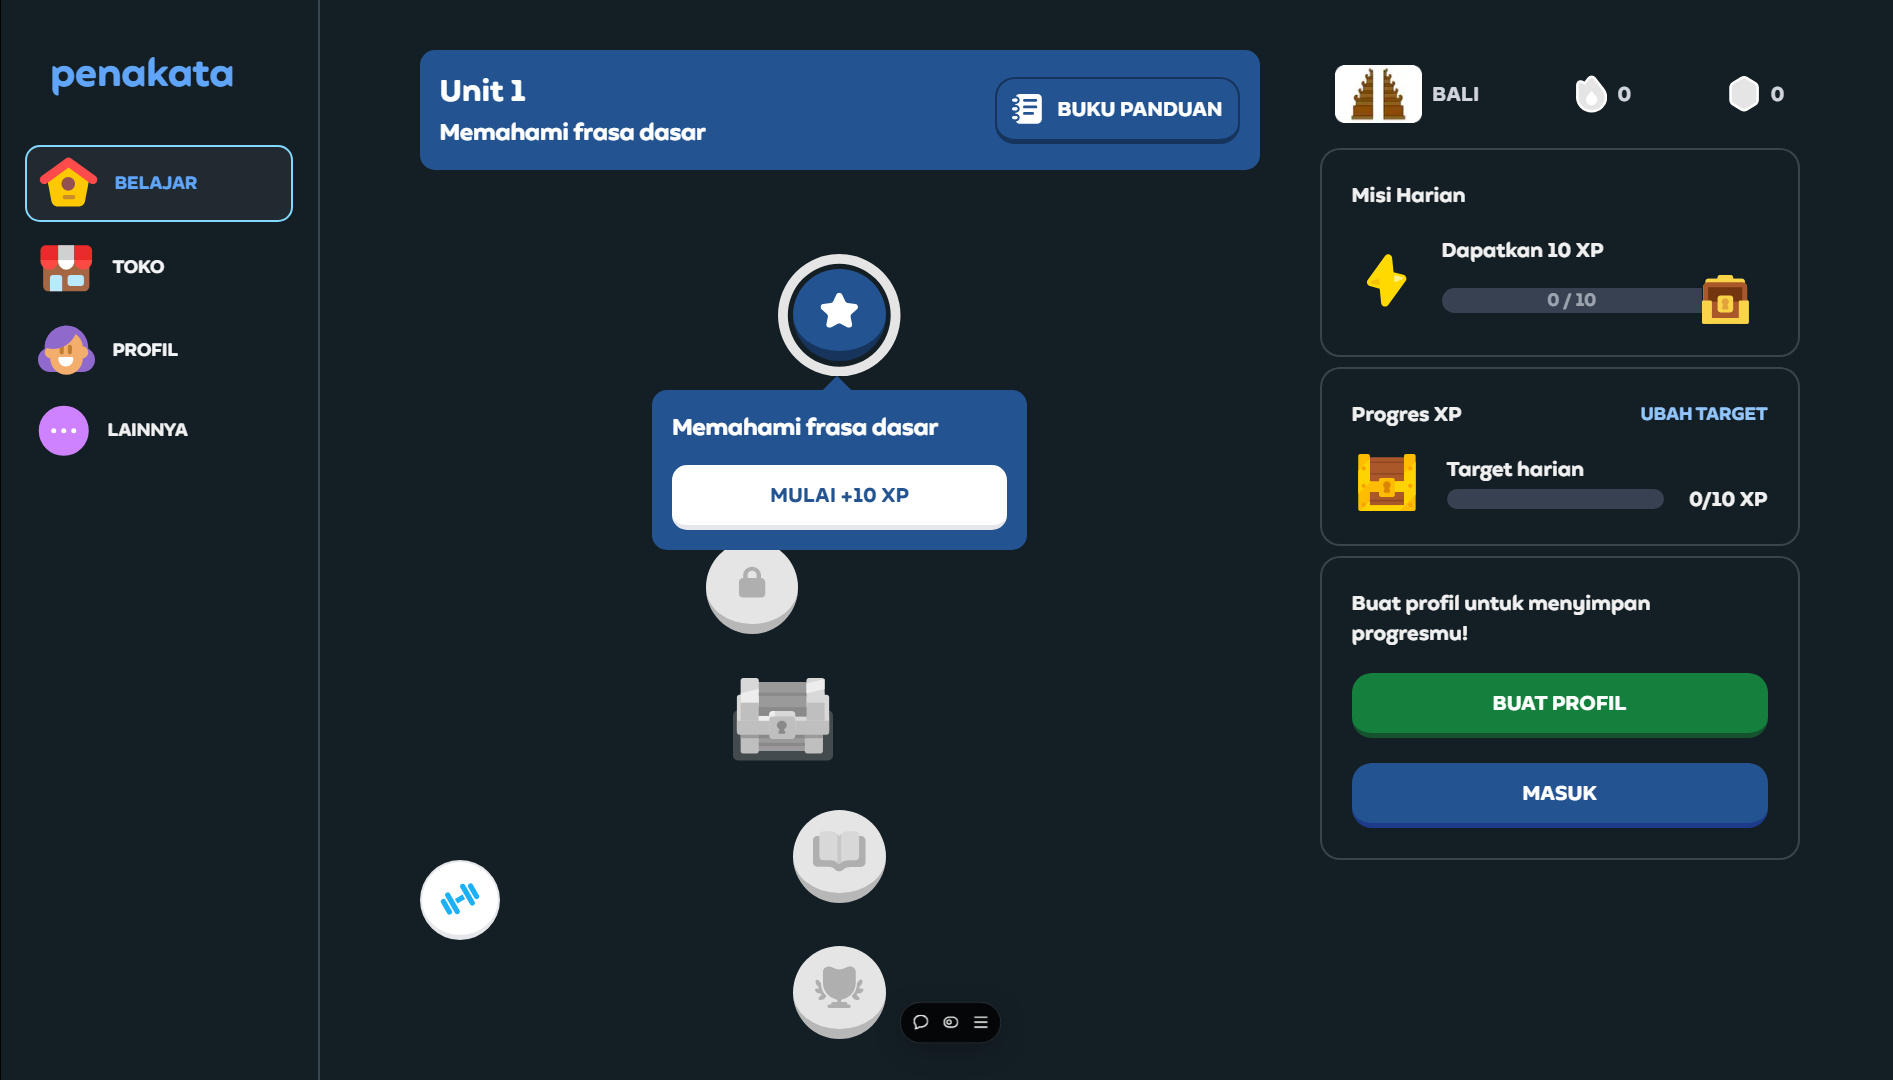 penakata
BELAJAR
TOKO
PROFIL
LAINNYA
Unit 1
Memahami frasa dasar
BUKU PANDUAN
Memahami frasa dasar
MULAI +10 XP
BALI
0
0
Misi Harian
Dapatkan 10 XP
0 / 10
Progres XP
UBAH TARGET
Target harian
0/10 XP
Buat profil untuk menyimpan
progresmu!
BUAT PROFIL
MASUK